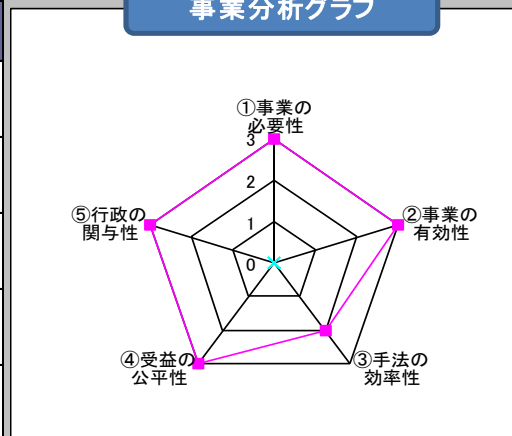 事業分析グラフ
①事業の
必要性
3
2
1
0
②事業の
有効性
③手法の
効率性
④受益の
公平性
⑤行政の
関与性